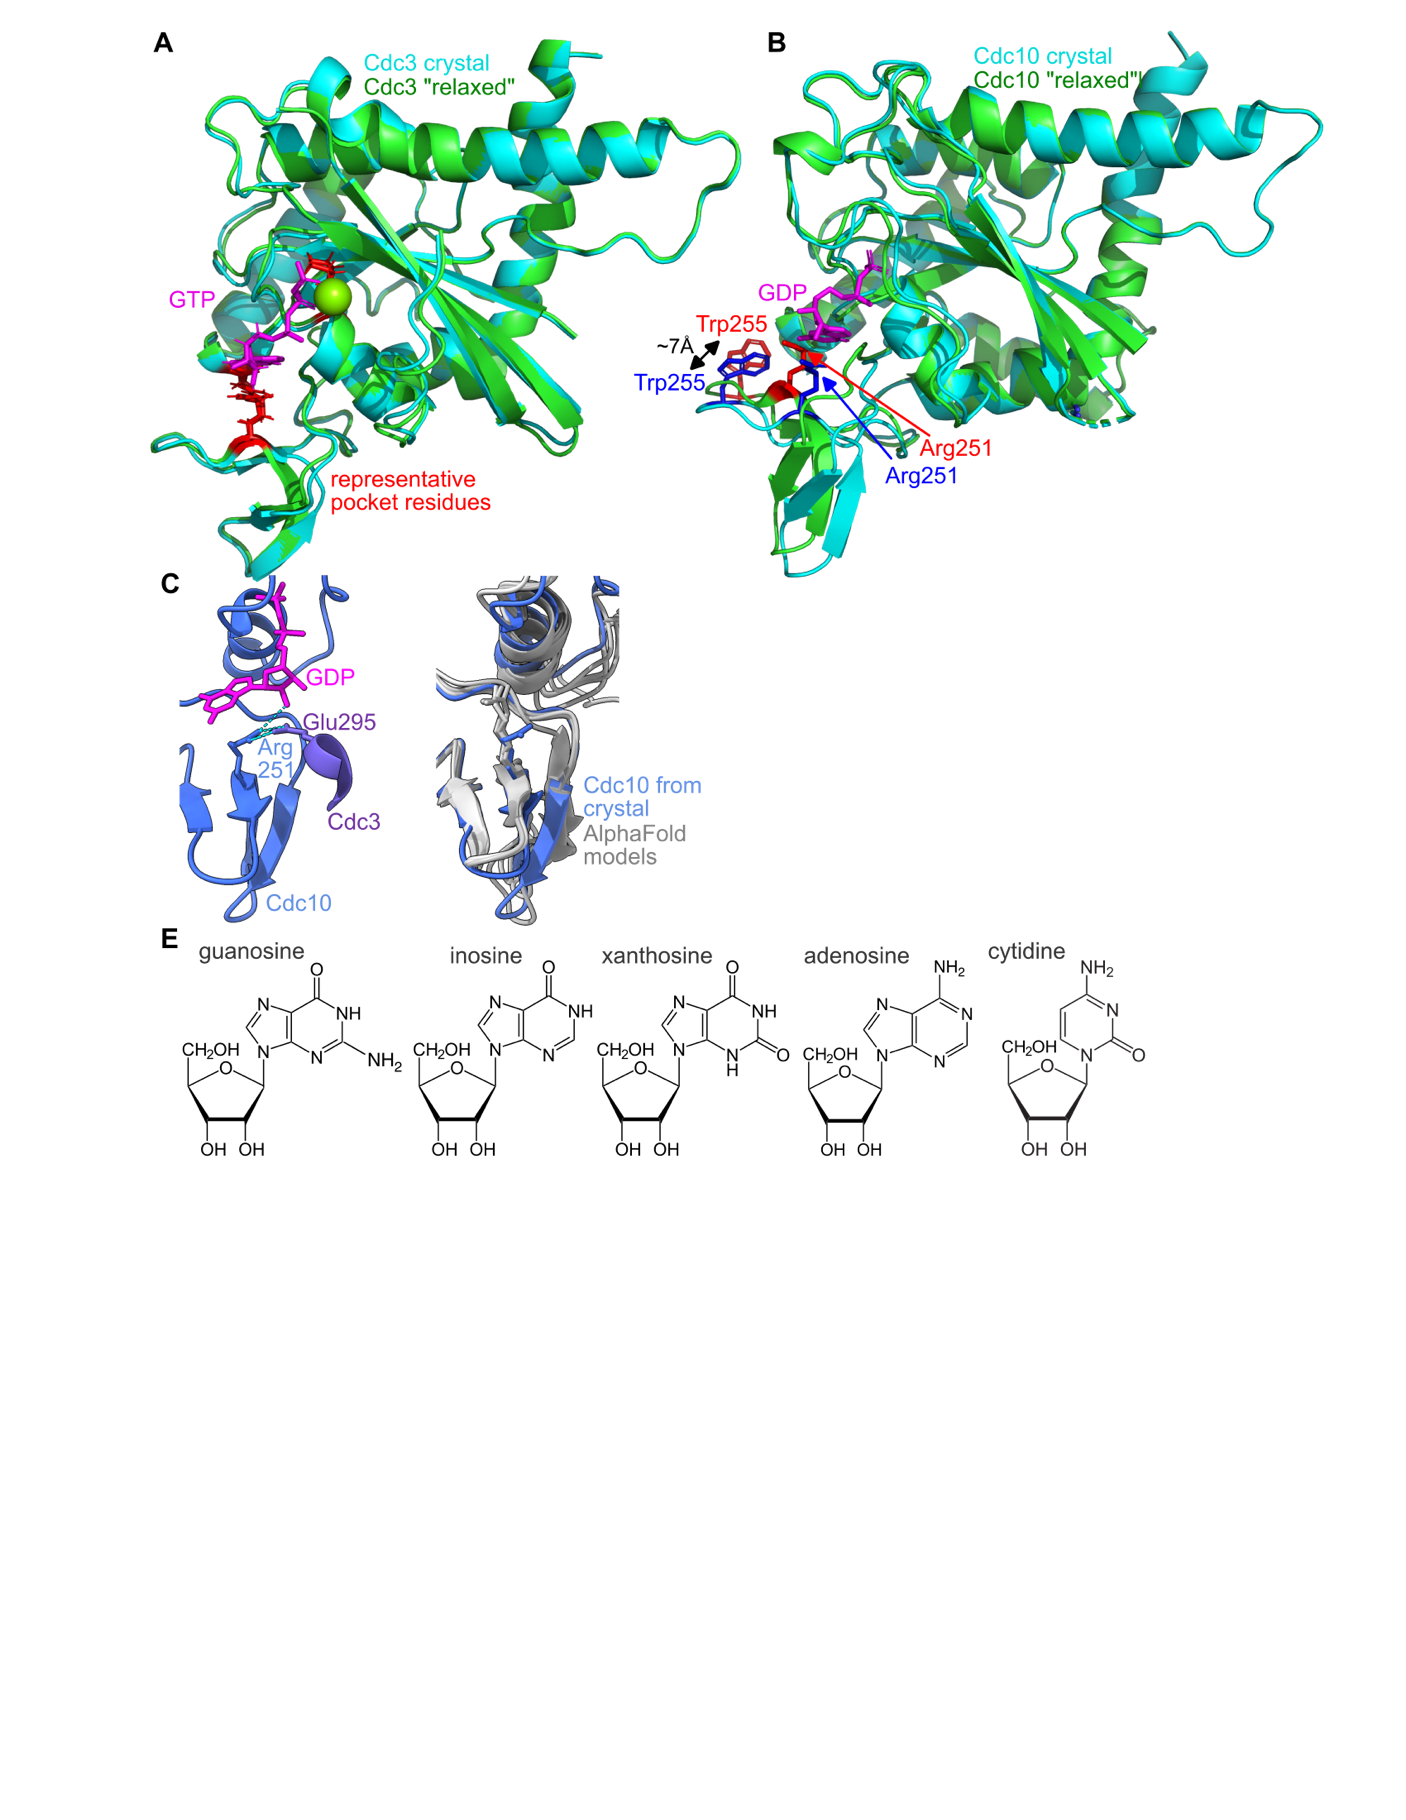 A
Cdc3 crystal
Cdc3 "relaxed"
GTP
representative
pocket residues
B
Cdc10 crystal
Cdc10 "relaxed"
GDP
Trp255
~7Å
Trp255
Arg251
Arg251
C
GDP
Glu295
Arg
251
Cdc3
Cdc10
Cdc10 from
crystal
AlphaFold
models
E
guanosine
inosine
xanthosine
adenosine
cytidine
O
N
NH
CH₂OH
N
N
NH₂
O
OH OH
O
N
NH
CH₂OH
N
N
O
OH OH
O
N
NH
CH₂OH
N
N
H
O
O
OH OH
NH₂
N
N
CH₂OH
N
N
O
OH OH
NH₂
N
CH₂OH
N
O
O
OH OH